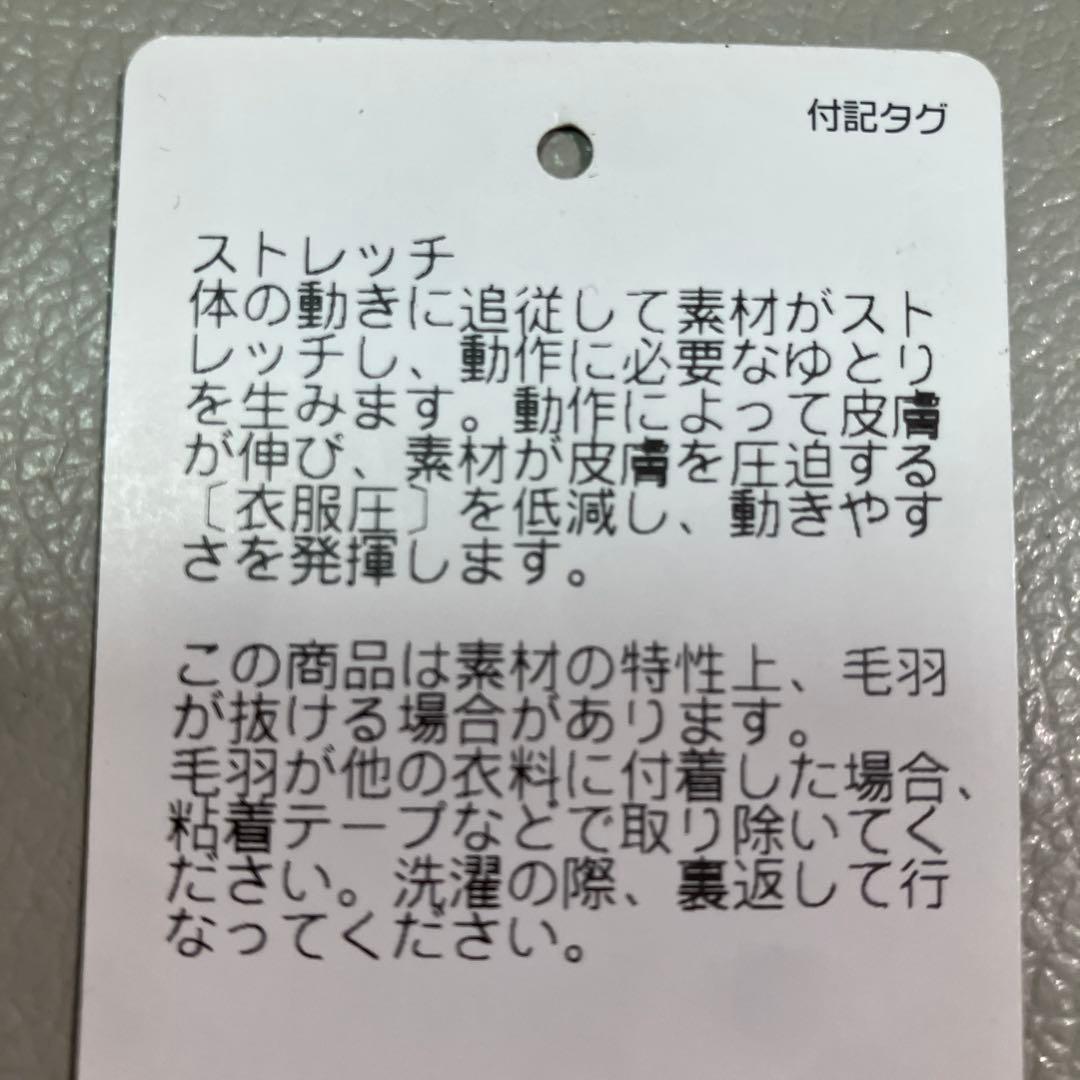 付記タグ
ストレッチ
体の動きに追従して素材がスト
レッチし、動作に必要なゆとり
を生みます。動作によって皮膚
が伸び、素材が皮膚を圧迫する
〔衣服圧〕を低減し、動きやす
さを発揮します。
この商品は素材の特性上、毛羽
が抜ける場合があります。
毛羽が他の衣料に付着した場合、
粘着テープなどで取り除いてく
ださい。洗濯の際、裏返して行
なってください。